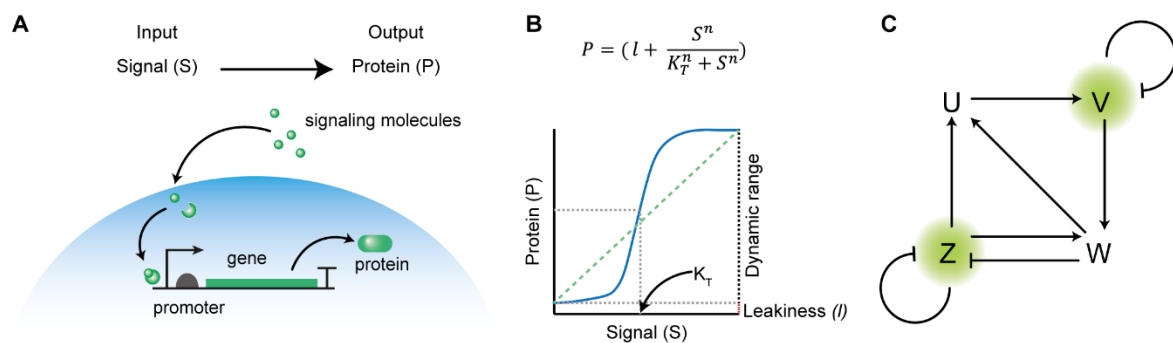 A
Input
Output
Signal (S)
Protein (P)
signaling molecules
gene
protein
promoter
B
P = (l + S^n / (K_T^n + S^n))
Protein (P)
Dynamic range
K_T
Leakiness (l)
Signal (S)
C
U
V
Z
W